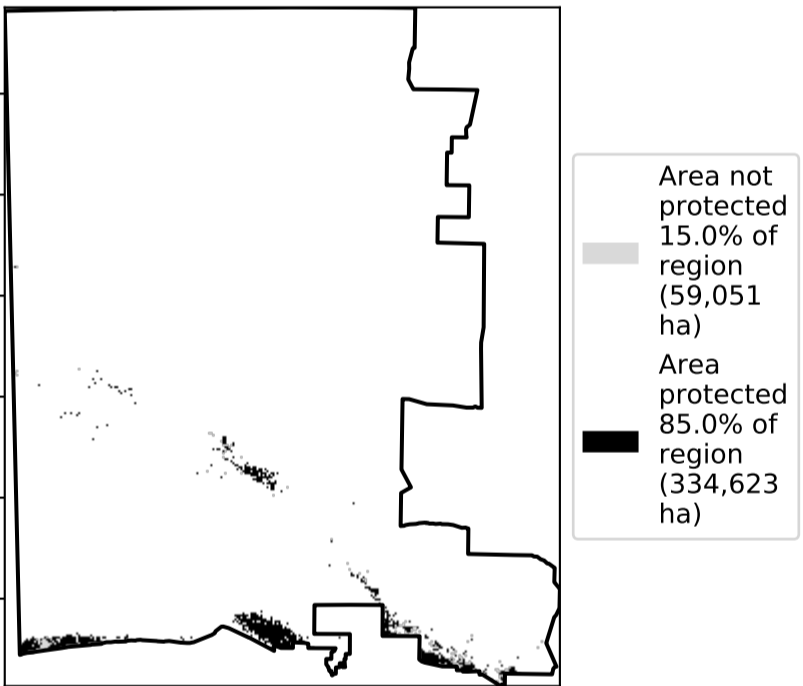 Area not
protected
15.0% of
region
(59,051
ha)
Area
protected
85.0% of
region
(334,623
ha)